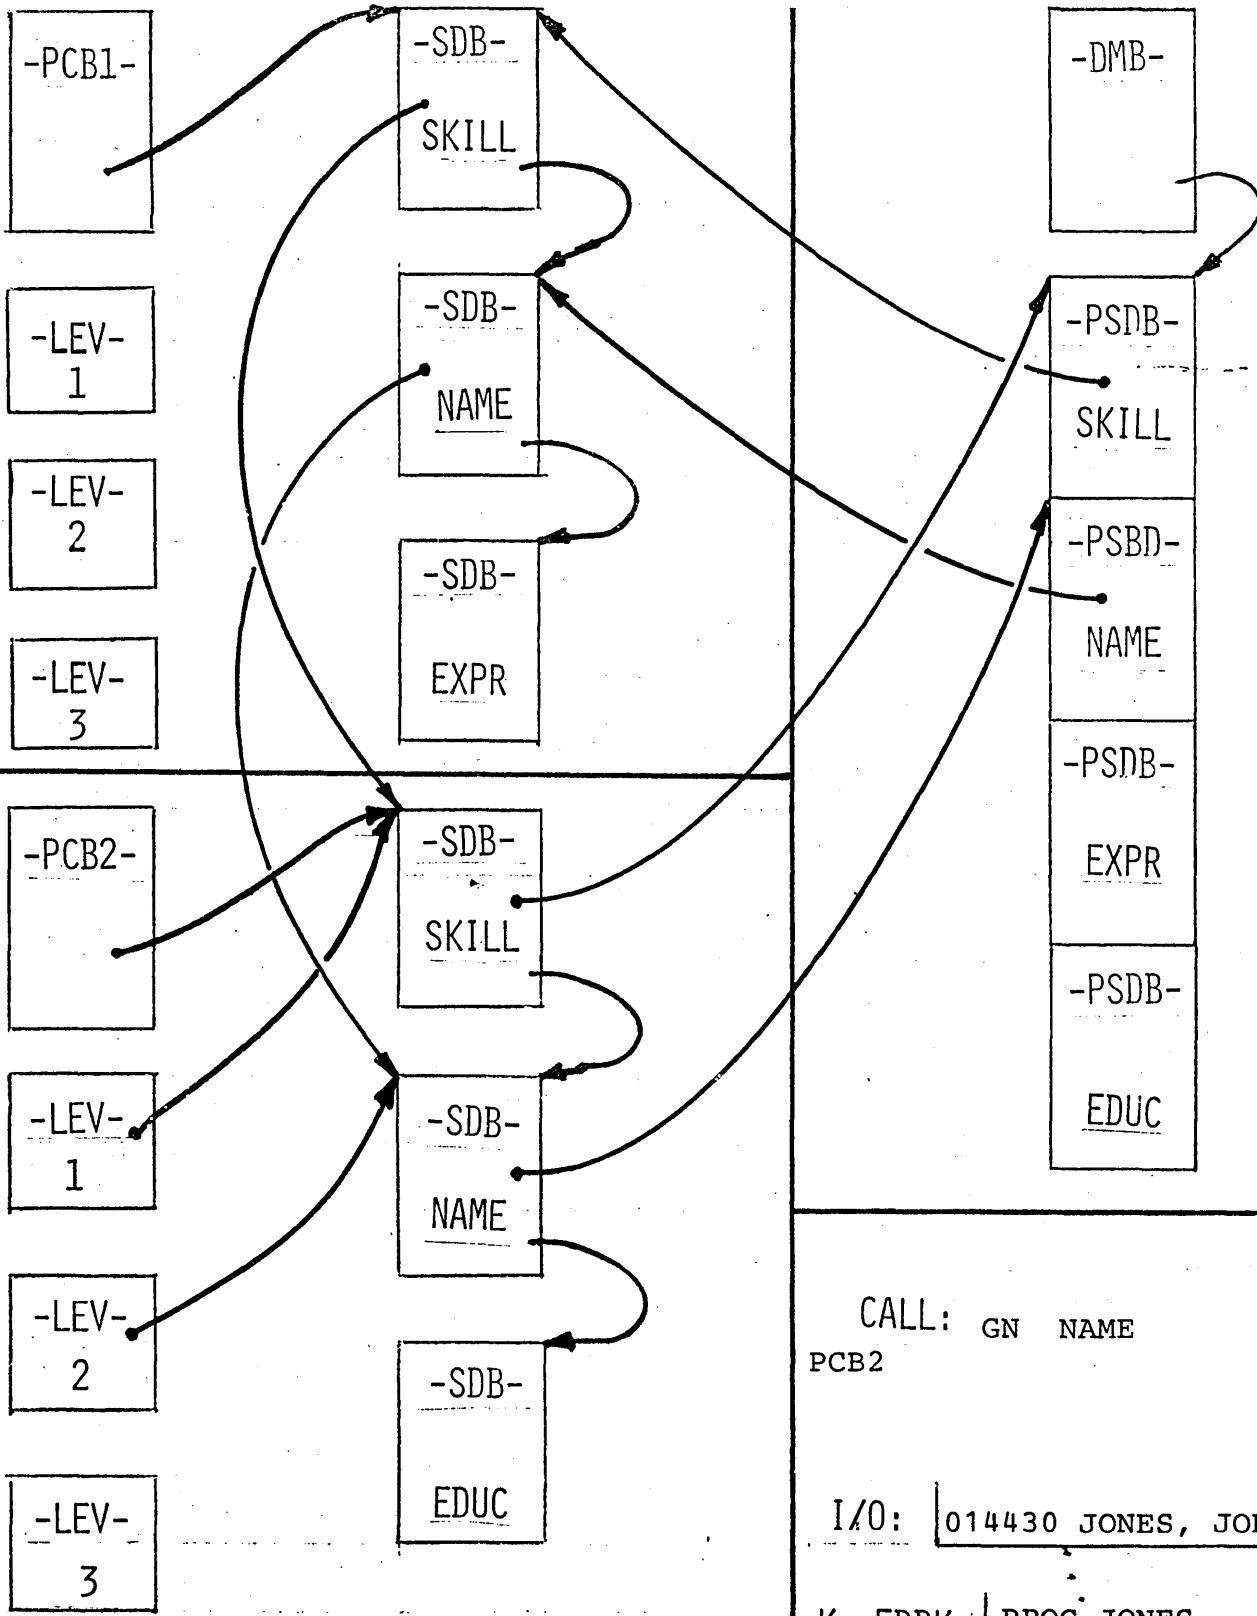 -PCB1-
-SDB-
SKILL
-LEV-
1
-SDB-
NAME
-LEV-
2
-SDB-
EXPR
-LEV-
3
-PCB2-
-SDB-
SKILL
-LEV-
1
-SDB-
NAME
-LEV-
2
-SDB-
EDUC
-LEV-
3
-DMB-
-PSDB-
SKILL
-PSBD-
NAME
-PSDB-
EXPR
-PSDB-
EDUC
CALL: GN NAME
PCB2
I/O: 014430 JONES,